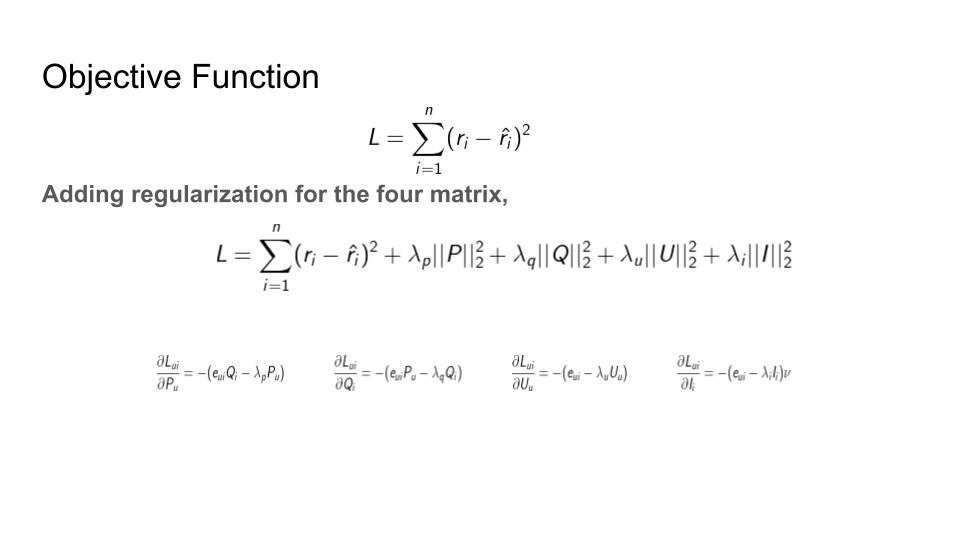 Objective Function
L = \sum_{i=1}^{n} (r_i - \hat{r}_i)^2
Adding regularization for the four matrix,
L = \sum_{i=1}^{n} (r_i - \hat{r}_i)^2 + \lambda_p ||P||_2^2 + \lambda_q ||Q||_2^2 + \lambda_u ||U||_2^2 + \lambda_i ||I||_2^2
\frac{\partial L_{ui}}{\partial P_u} = -(e_{ui} Q_i - \lambda_p P_u) \frac{\partial L_{ui}}{\partial Q_i} = -(e_{ui} P_u - \lambda_q Q_i) \frac{\partial L_{ui}}{\partial U_u} = -(e_{ui} - \lambda_u U_u) \frac{\partial L_{ui}}{\partial I_i} = -(e_{ui} - \lambda_i I_i) \nu